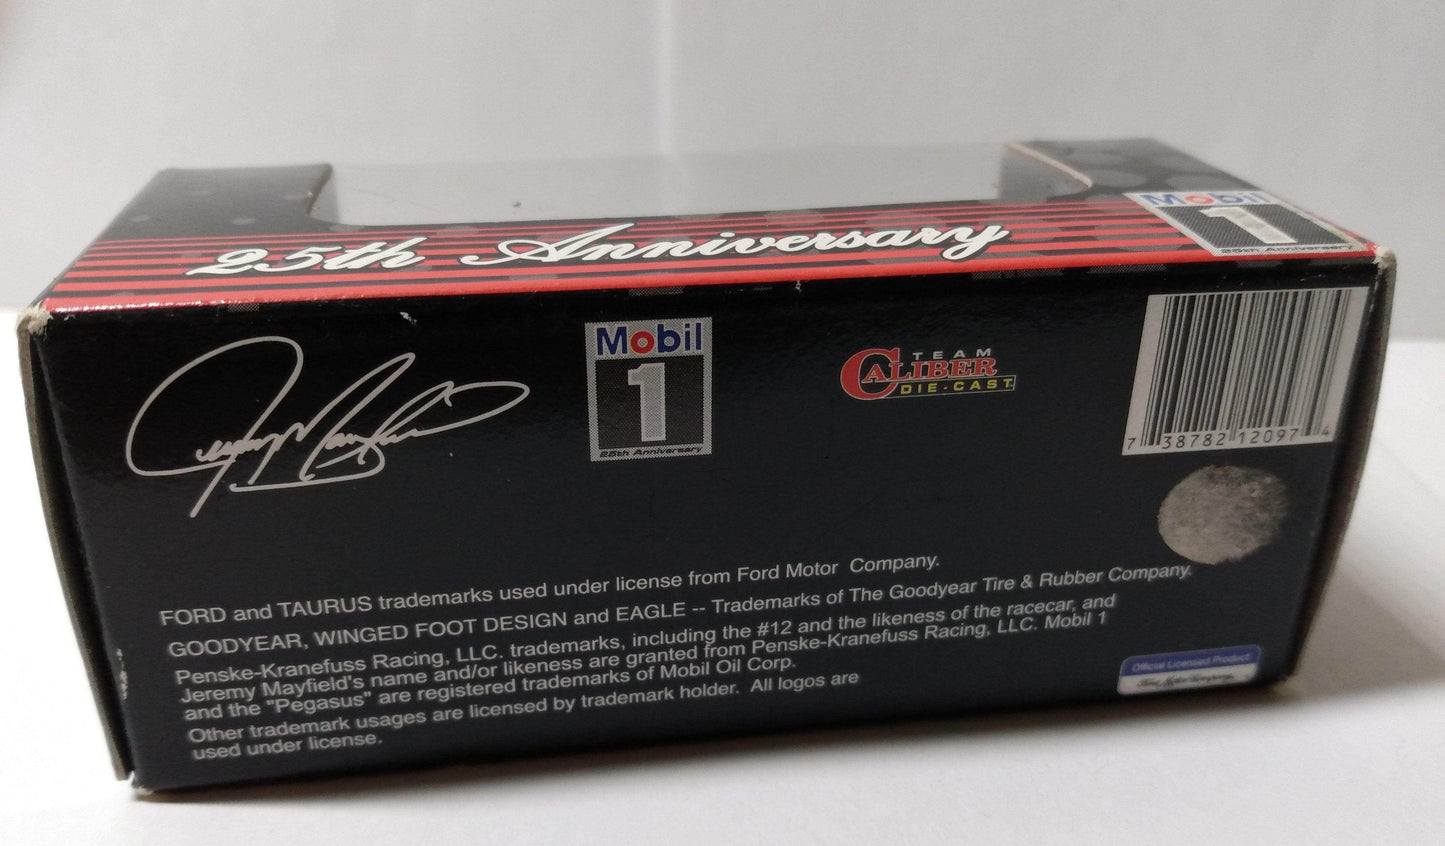 25th Anniversary
Mobil
1
25th Anniversary
Jeremy Mayfield
Mobil
1
25th Anniversary
TEAM
CALIBER
DIE-CAST
7 38782 12097 4
FORD and TAURUS trademarks used under license from Ford Motor Company.
GOODYEAR, WINGED FOOT DESIGN and EAGLE -- Trademarks of The Goodyear Tire & Rubber Company.
Penske-Kranefuss Racing, LLC. trademarks, including the #12 and the likeness of the racecar, and
Jeremy Mayfield's name and/or likeness are granted from Penske-Kranefuss Racing, LLC. Mobil 1
and the "Pegasus" are registered trademarks of Mobil Oil Corp.
Other trademark usages are licensed by trademark holder. All logos are
used under license.
Official Licensed Product
Ford Motor Company